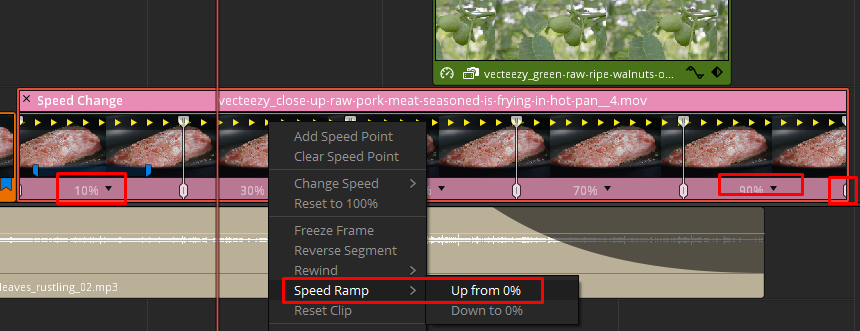 vecteezy_green-raw-ripe-walnuts-o...
Speed Change
vecteezy_close-up-raw-pork-meat-seasoned-is-frying-in-hot-pan__4.mov
10%
30%
%
70%
90%
Add Speed Point
Clear Speed Point
Change Speed
Reset to 100%
Freeze Frame
Reverse Segment
Rewind
Speed Ramp
Reset Clip
Up from 0%
Down to 0%
leaves_rustling_02.mp3